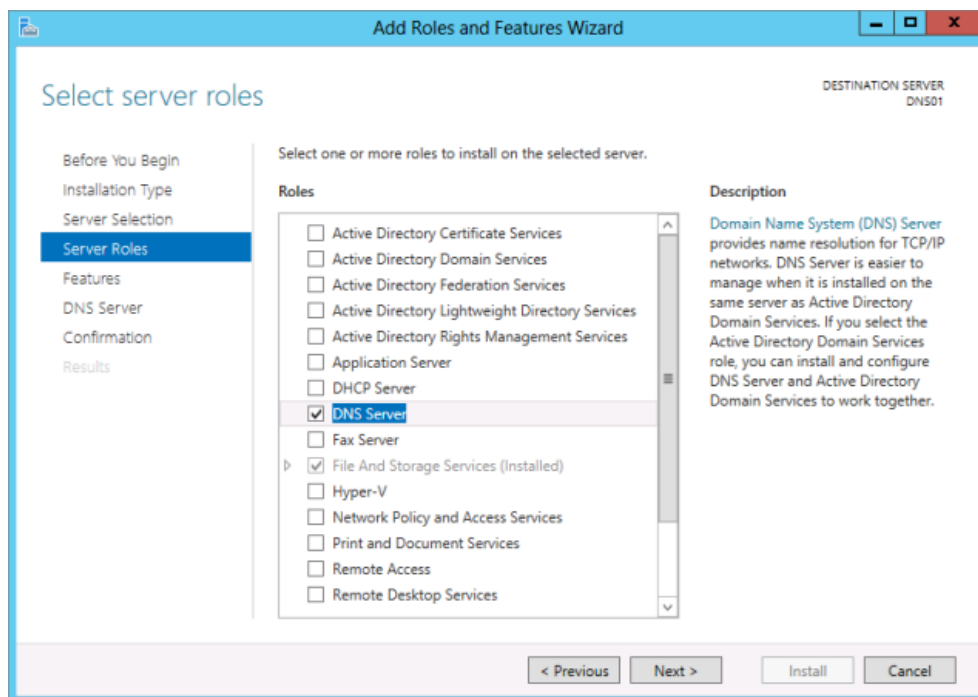 Add Roles and Features Wizard
Select server roles
DESTINATION SERVER
DNS01
Before You Begin
Installation Type
Server Selection
Server Roles
Features
DNS Server
Confirmation
Results
Select one or more roles to install on the selected server.
Roles
Active Directory Certificate Services
Active Directory Domain Services
Active Directory Federation Services
Active Directory Lightweight Directory Services
Active Directory Rights Management Services
Application Server
DHCP Server
DNS Server
Fax Server
File And Storage Services (Installed)
Hyper-V
Network Policy and Access Services
Print and Document Services
Remote Access
Remote Desktop Services
Description
Domain Name System (DNS) Server
provides name resolution for TCP/IP
networks. DNS Server is easier to
manage when it is installed on the
same server as Active Directory
Domain Services. If you select the
Active Directory Domain Services
role, you can install and configure
DNS Server and Active Directory
Domain Services to work together.
< Previous
Next >
Install
Cancel